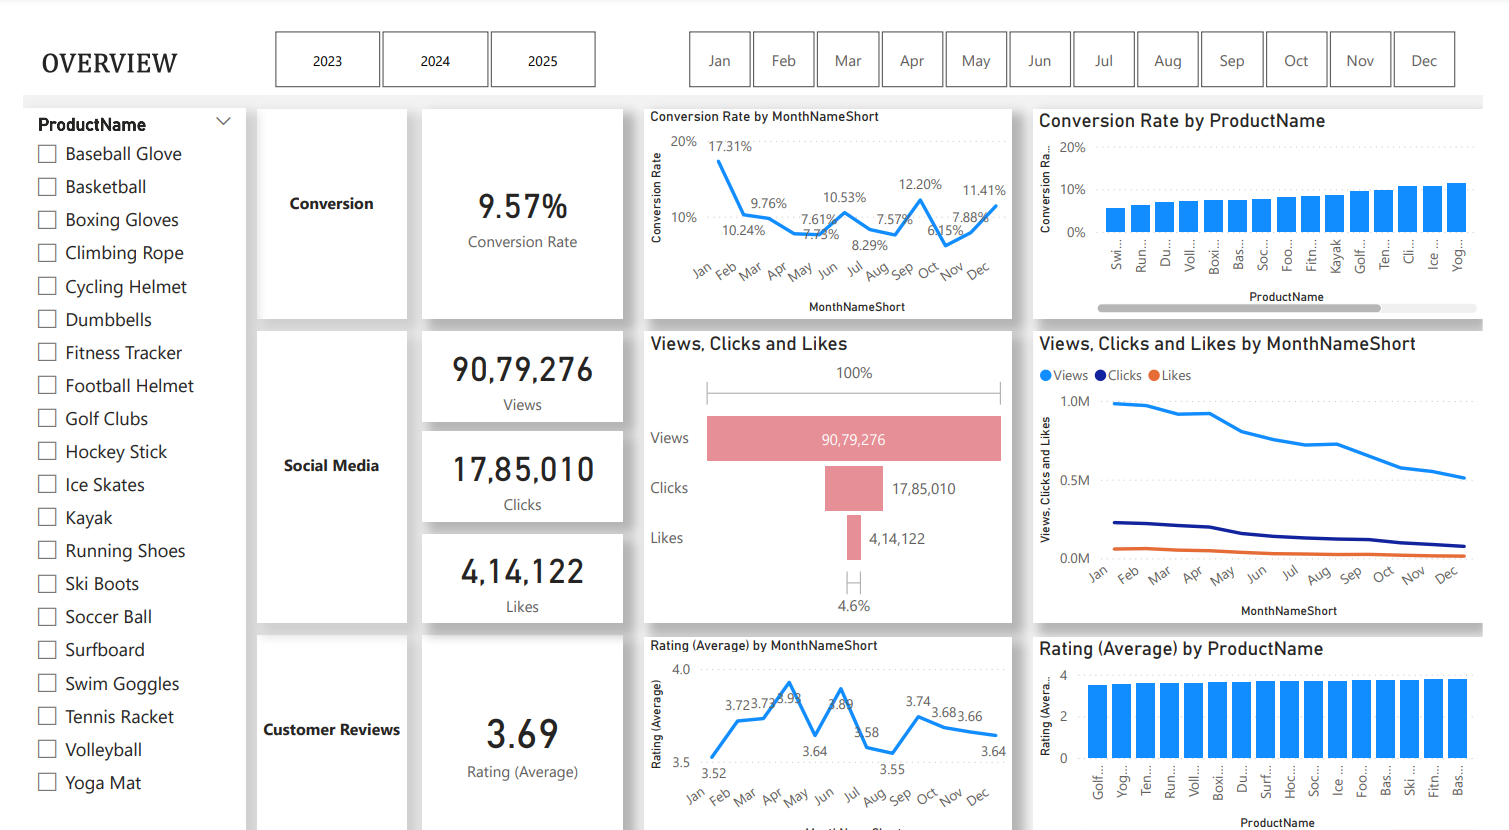 OVERVIEW
2023
2024
2025
Jan
Feb
Mar
Apr
May
Jun
Jul
Aug
Sep
Oct
Nov
Dec
ProductName
Baseball Glove
Basketball
Boxing Gloves
Climbing Rope
Cycling Helmet
Dumbbells
Fitness Tracker
Football Helmet
Golf Clubs
Hockey Stick
Ice Skates
Kayak
Running Shoes
Ski Boots
Soccer Ball
Surfboard
Swim Goggles
Tennis Racket
Volleyball
Yoga Mat
Conversion
9.57%
Conversion Rate
Conversion Rate by MonthNameShort
Conversion Rate
20%
10%
17.31%
10.24%
9.76%
7.61%
7.73%
10.53%
8.29%
7.57%
12.20%
6.15%
7.88%
11.41%
Jan
Feb
Mar
Apr
May
Jun
Jul
Aug
Sep
Oct
Nov
Dec
MonthNameShort
Conversion Rate by ProductName
Conversion Ra...
20%
10%
0%
Swi...
Run...
Du...
Voll...
Boxi...
Bas...
Soc...
Foo...
Fitn...
Kayak
Golf...
Ten...
Cli...
Ice ...
Yog...
ProductName
Social Media
90,79,276
Views
17,85,010
Clicks
4,14,122
Likes
Views, Clicks and Likes
100%
Views
90,79,276
Clicks
17,85,010
Likes
4,14,122
4.6%
Views, Clicks and Likes by MonthNameShort
Views Clicks Likes
Views, Clicks and Likes
1.0M
0.5M
0.0M
Jan
Feb
Mar
Apr
May
Jun
Jul
Aug
Sep
Oct
Nov
Dec
MonthNameShort
Customer Reviews
3.69
Rating (Average)
Rating (Average) by MonthNameShort
Rating (Average)
4.0
3.5
3.52
3.72
3.73
3.93
3.64
3.89
3.58
3.55
3.74
3.68
3.66
3.64
Jan
Feb
Mar
Apr
May
Jun
Jul
Aug
Sep
Oct
Nov
Dec
Rating (Average) by ProductName
Rating (Avera...
4
2
0
Golf...
Yog...
Ten...
Run...
Voll...
Boxi...
Du...
Surf...
Hoc...
Soc...
Ice ...
Foo...
Bas...
Ski ...
Fitn...
Bas...
ProductName